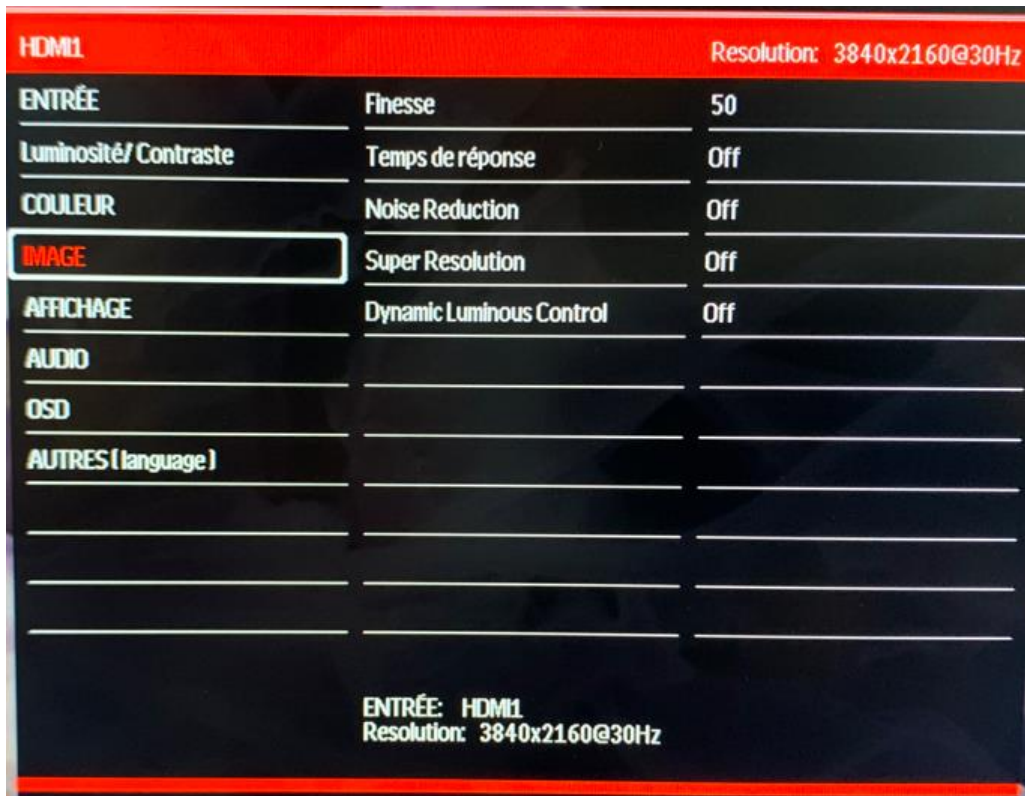 HDMI1 Resolution: 3840x2160@30Hz
ENTRÉE Finesse 50
Luminosité/ Contraste Temps de réponse Off
COULEUR Noise Reduction Off
IMAGE Super Resolution Off
AFFICHAGE Dynamic Luminous Control Off
AUDIO
OSD
AUTRES ( language )
ENTRÉE: HDMI1
Resolution: 3840x2160@30Hz